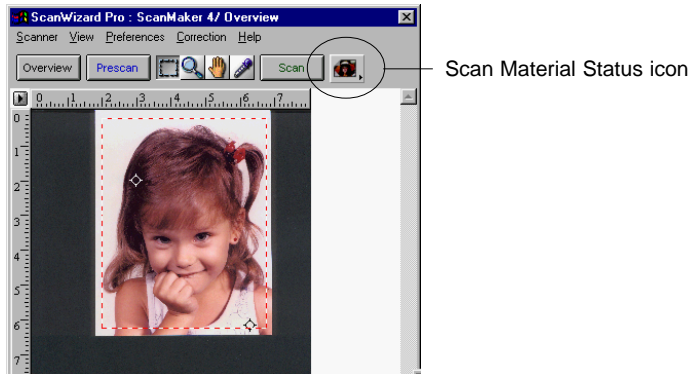 ScanWizard Pro : ScanMaker 4/ Overview
Scanner View Preferences Correction Help
Overview Prescan Scan
Scan Material Status icon
0 1 2 3 4 5 6 7
0
1
2
3
4
5
6
7